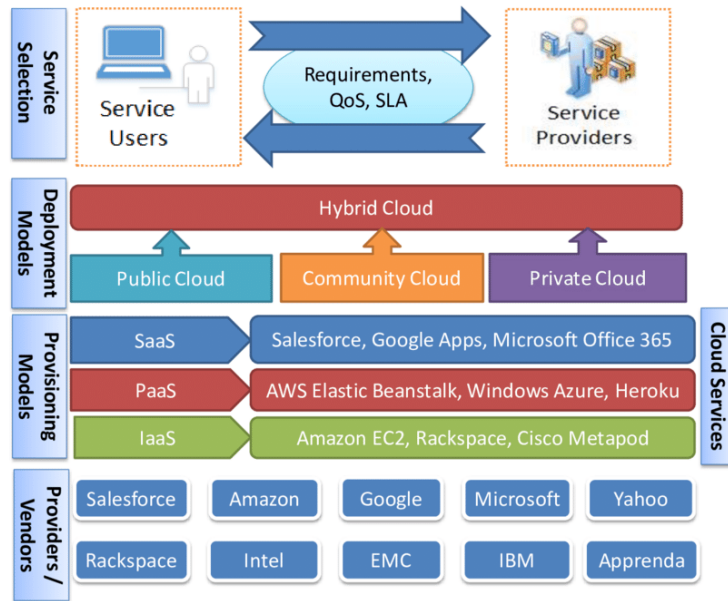 Service
Selection
Service
Users
Requirements,
QoS, SLA
Service
Providers
Deployment
Models
Hybrid Cloud
Public Cloud
Community Cloud
Private Cloud
Provisioning
Models
SaaS
Salesforce, Google Apps, Microsoft Office 365
PaaS
AWS Elastic Beanstalk, Windows Azure, Heroku
IaaS
Amazon EC2, Rackspace, Cisco Metapod
Cloud Services
Providers /
Vendors
Salesforce
Amazon
Google
Microsoft
Yahoo
Rackspace
Intel
EMC
IBM
Apprenda